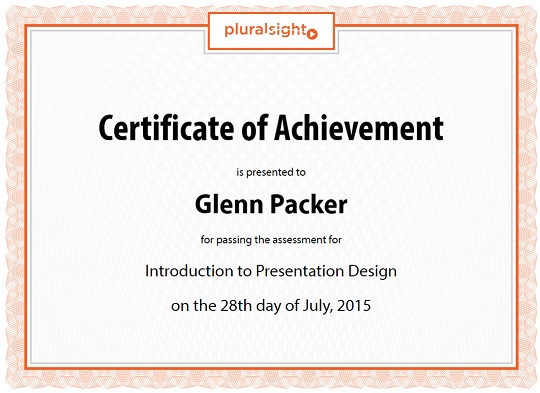 pluralsight
Certificate of Achievement
is presented to
Glenn Packer
for passing the assessment for
Introduction to Presentation Design
on the 28th day of July, 2015